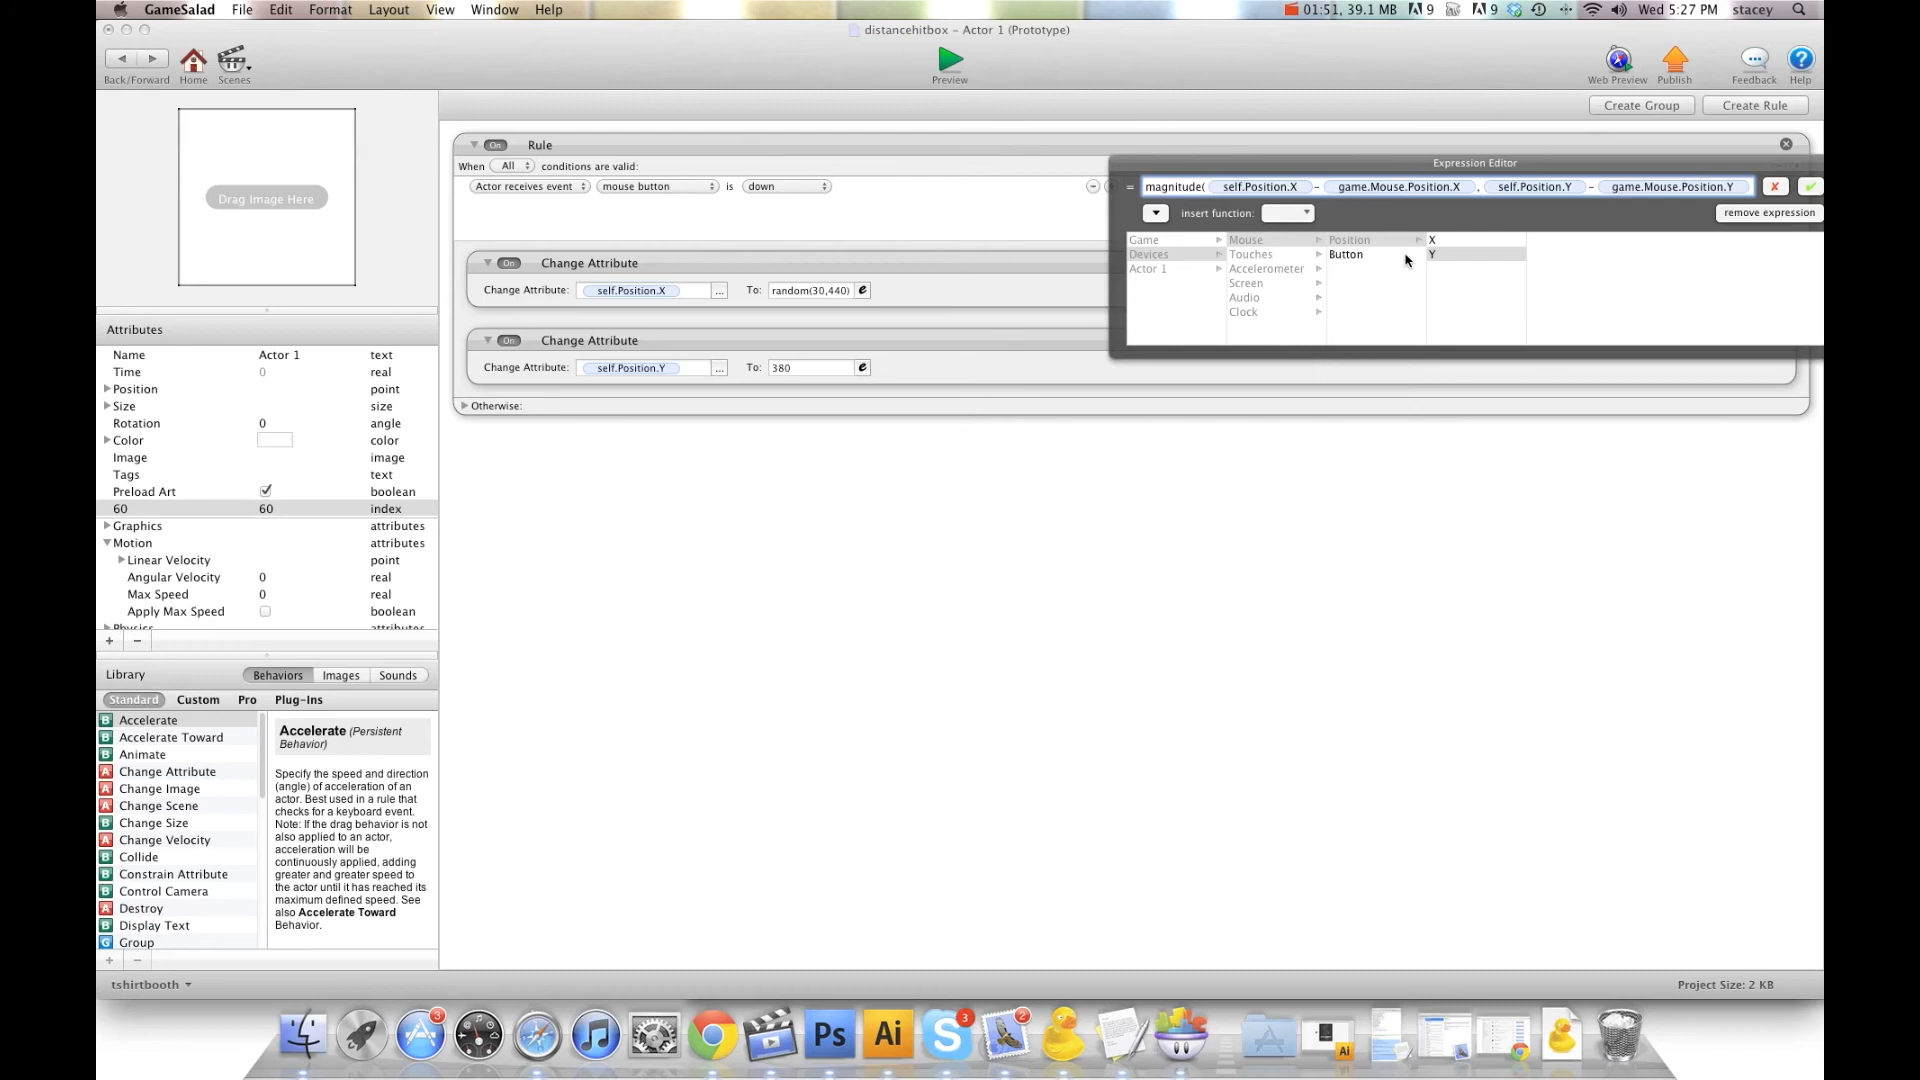 GameSalad File Edit Format Layout View Window Help 01:51, 39.1 MB 9 9 Wed 5:27 PM stacey
distancehitbox – Actor 1 (Prototype)
Back/Forward Home Scenes Preview Web Preview Publish Feedback Help
Create Group Create Rule
Drag Image Here
On Rule
When All conditions are valid:
Actor receives event mouse button is down
Expression Editor
= magnitude( self.Position.X - game.Mouse.Position.X , self.Position.Y - game.Mouse.Position.Y
insert function: remove expression
Game Mouse Position X
Devices Touches Button Y
Actor 1 Accelerometer
Screen
Audio
Clock
On Change Attribute
Change Attribute: self.Position.X ... To: random(30,440) e
On Change Attribute
Change Attribute: self.Position.Y ... To: 380 e
Otherwise:
Attributes
Name Actor 1 text
Time 0 real
Position point
Size size
Rotation 0 angle
Color color
Image image
Tags text
Preload Art boolean
60 60 index
Graphics attributes
Motion attributes
Linear Velocity point
Angular Velocity 0 real
Max Speed 0 real
Apply Max Speed boolean
Physics attributes
+ −
Library Behaviors Images Sounds
Standard Custom Pro Plug-Ins
B Accelerate
B Accelerate Toward
B Animate
A Change Attribute
A Change Image
A Change Scene
B Change Size
A Change Velocity
B Collide
B Constrain Attribute
B Control Camera
A Destroy
B Display Text
G Group
Accelerate (Persistent
Behavior)
Specify the speed and direction
(angle) of acceleration of an
actor. Best used in a rule that
checks for a keyboard event.
Note: If the drag behavior is not
also applied to an actor,
acceleration will be
continuously applied, adding
greater and greater speed to
the actor until it has reached its
maximum defined speed. See
also Accelerate Toward
Behavior.
+ −
tshirtbooth Project Size: 2 KB
3 Ps Ai S 3 2 Ai